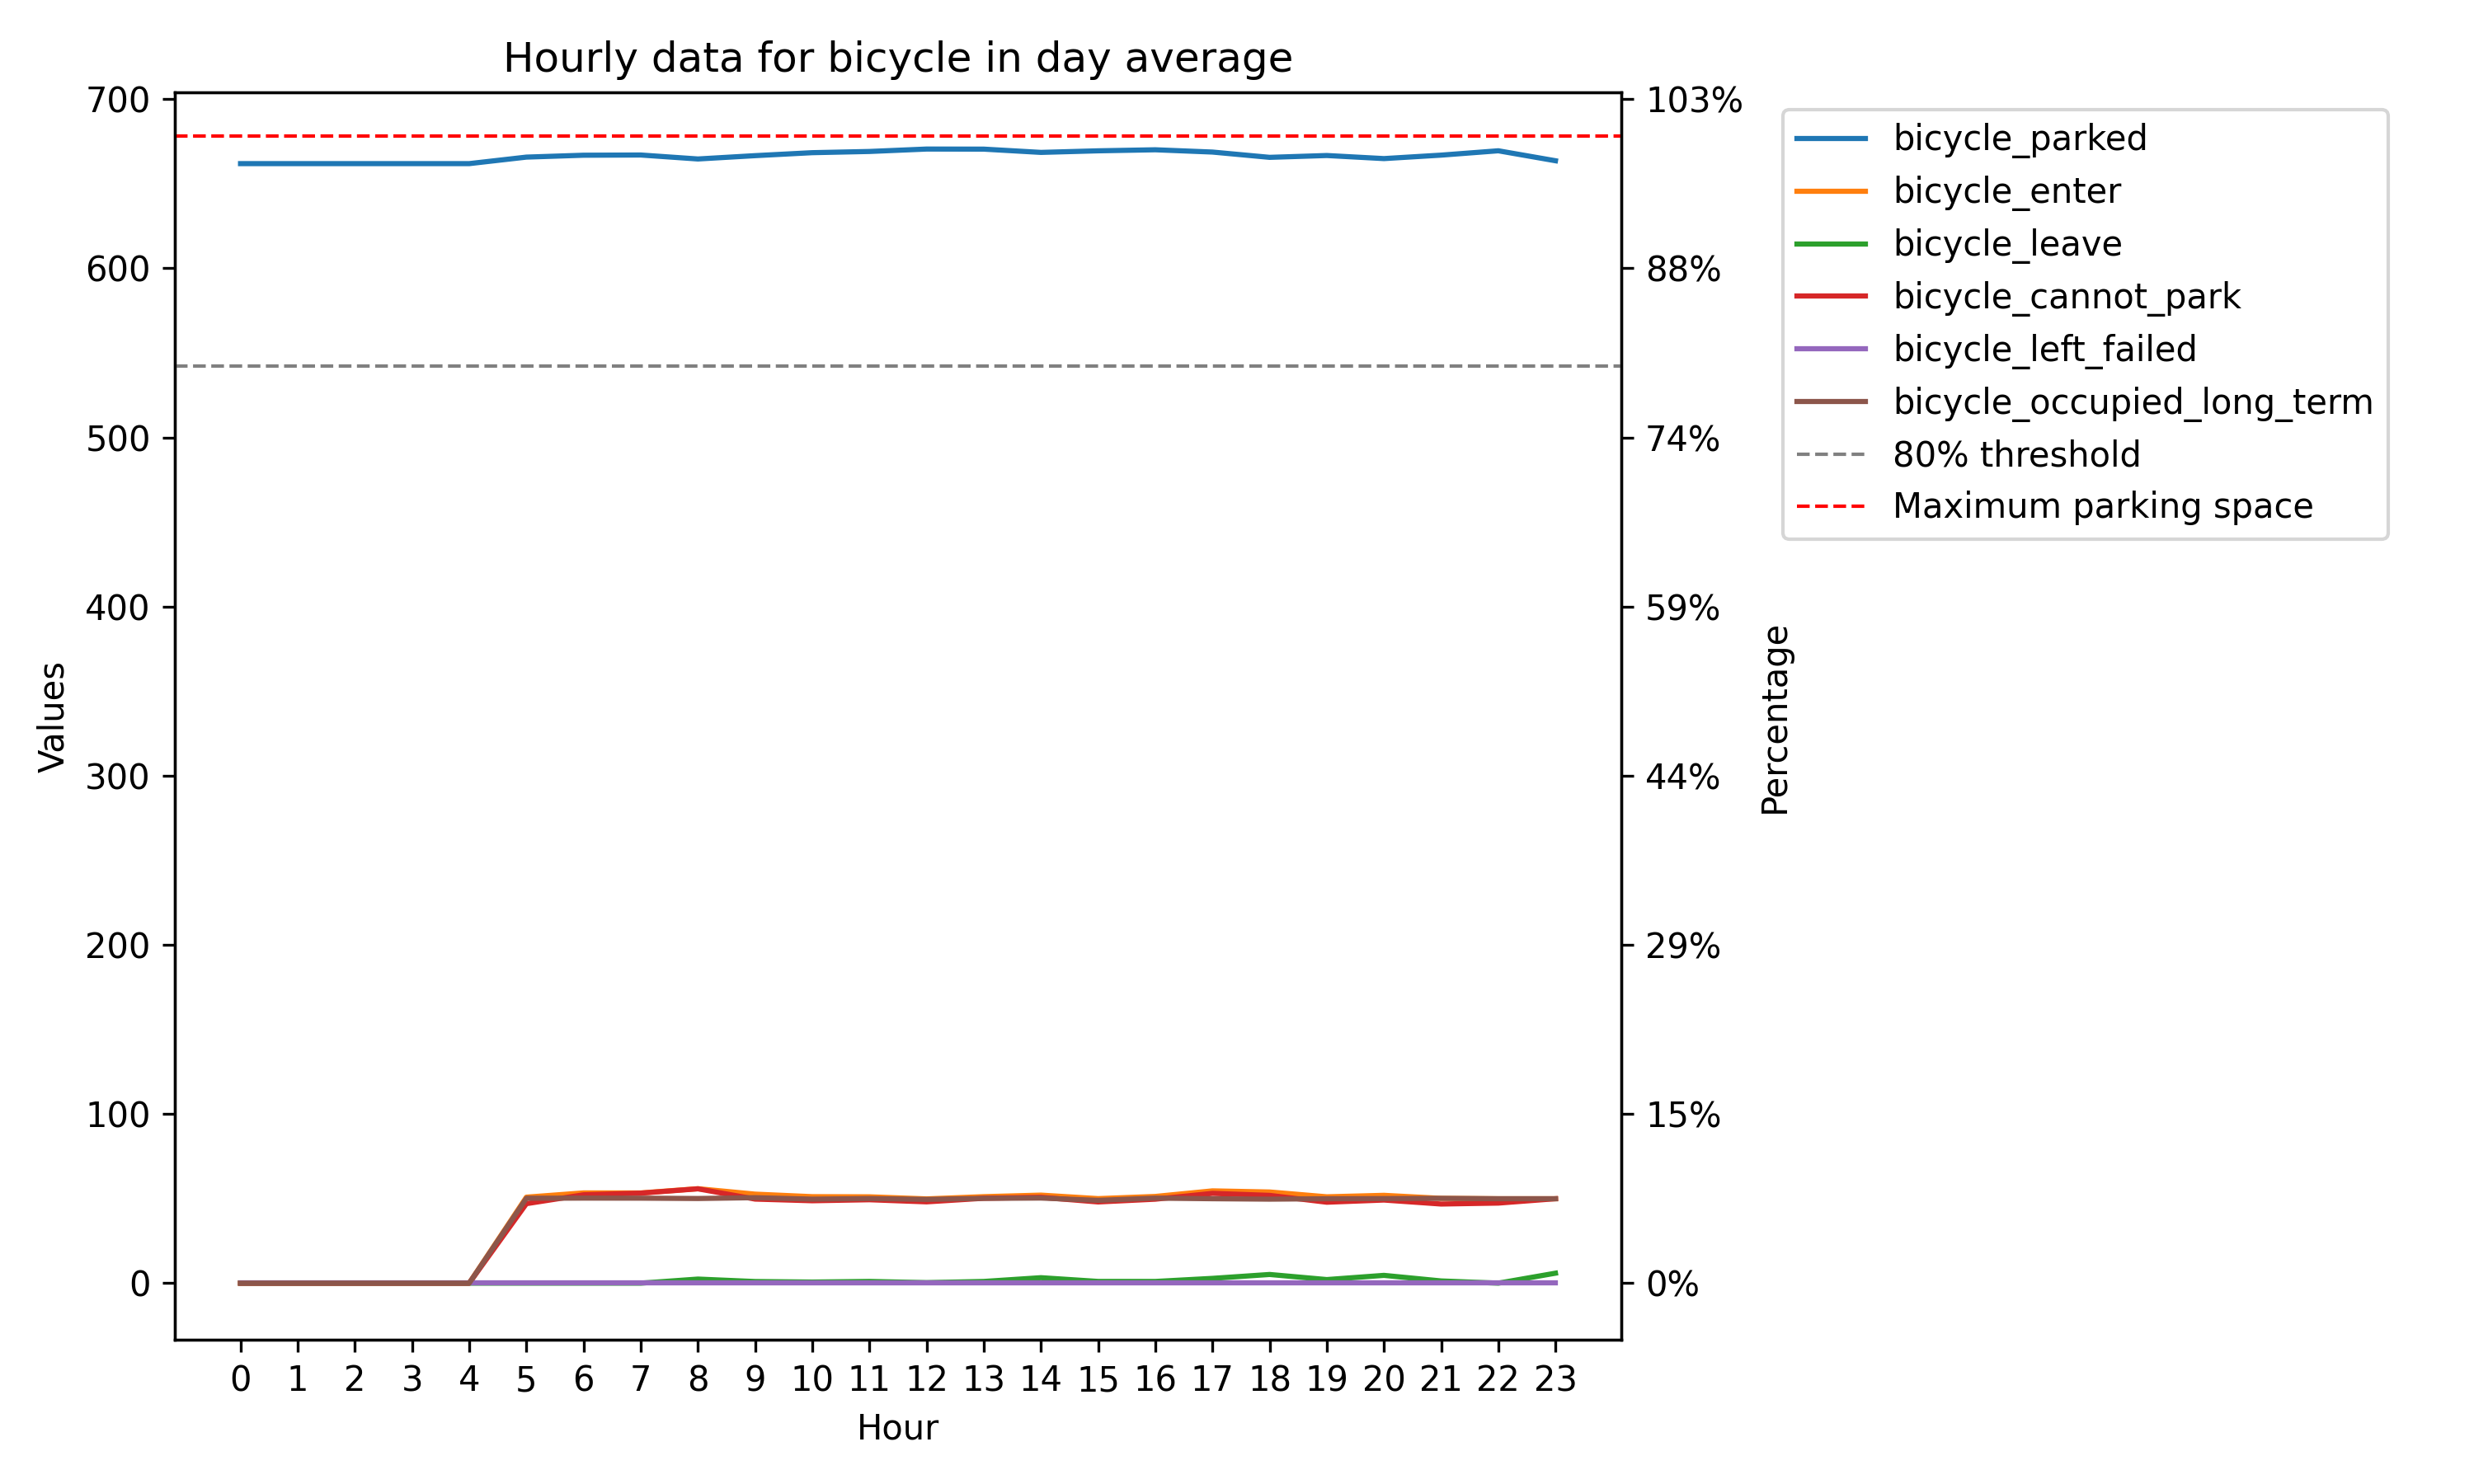 Hourly data for bicycle in day average
700
600
500
400
300
200
100
0
Values
0 1 2 3 4 5 6 7 8 9 10 11 12 13 14 15 16 17 18 19 20 21 22 23
Hour
103%
88%
74%
59%
44%
29%
15%
0%
Percentage
bicycle_parked
bicycle_enter
bicycle_leave
bicycle_cannot_park
bicycle_left_failed
bicycle_occupied_long_term
80% threshold
Maximum parking space